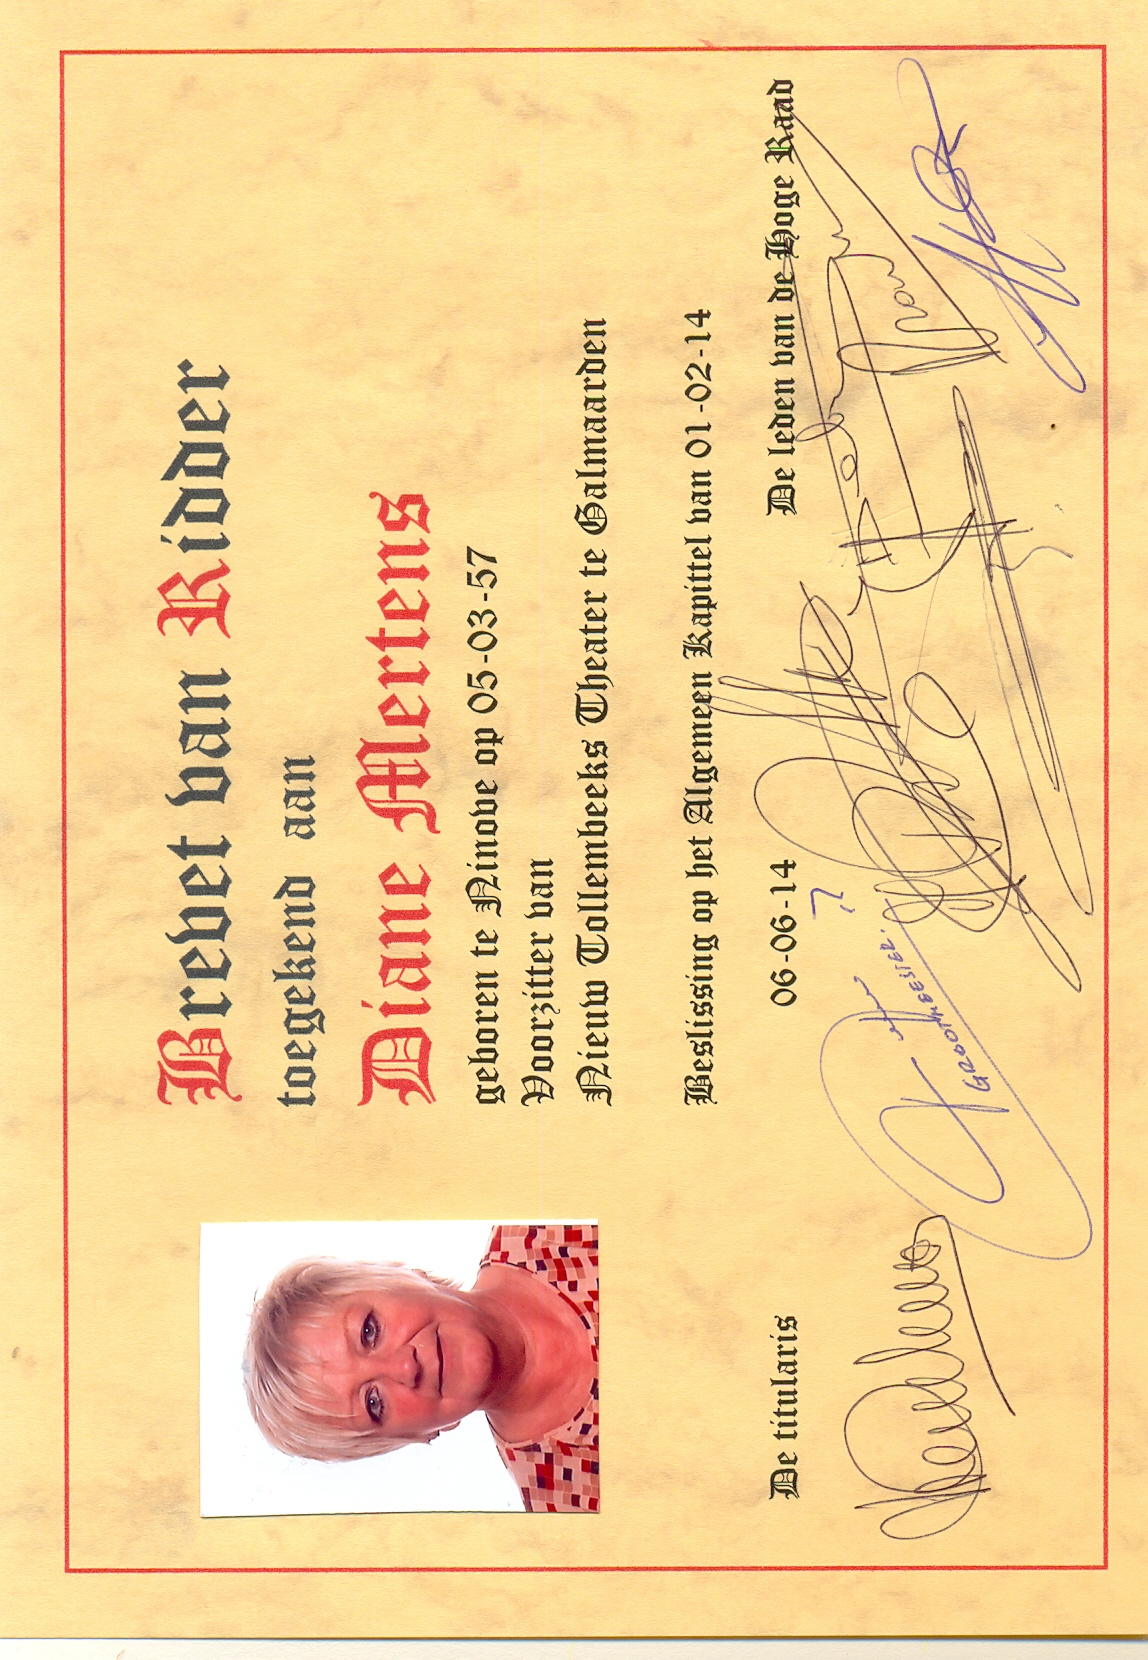 Brevet van Ridder
toegekend aan
Diane Mertens
geboren te Ninove op 05-03-57
Voorzitter van
Nieuw Tollembeeks Theater te Galmaarden
Beslissing op het Algemeen Kapittel van 01-02-14
06-06-14
De titularis
De leden van de Hoge Raad
GROOTMEESTER.